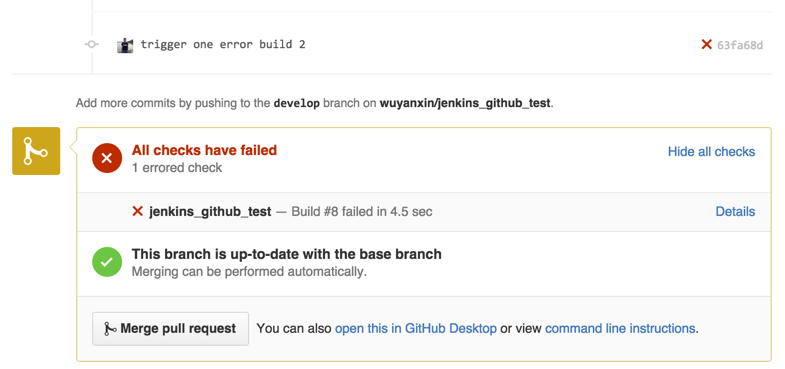 trigger one error build 2 63fa68d
Add more commits by pushing to the develop branch on wuyanxin/jenkins_github_test.
All checks have failed Hide all checks
1 errored check
jenkins_github_test — Build #8 failed in 4.5 sec Details
This branch is up-to-date with the base branch
Merging can be performed automatically.
Merge pull request You can also open this in GitHub Desktop or view command line instructions.